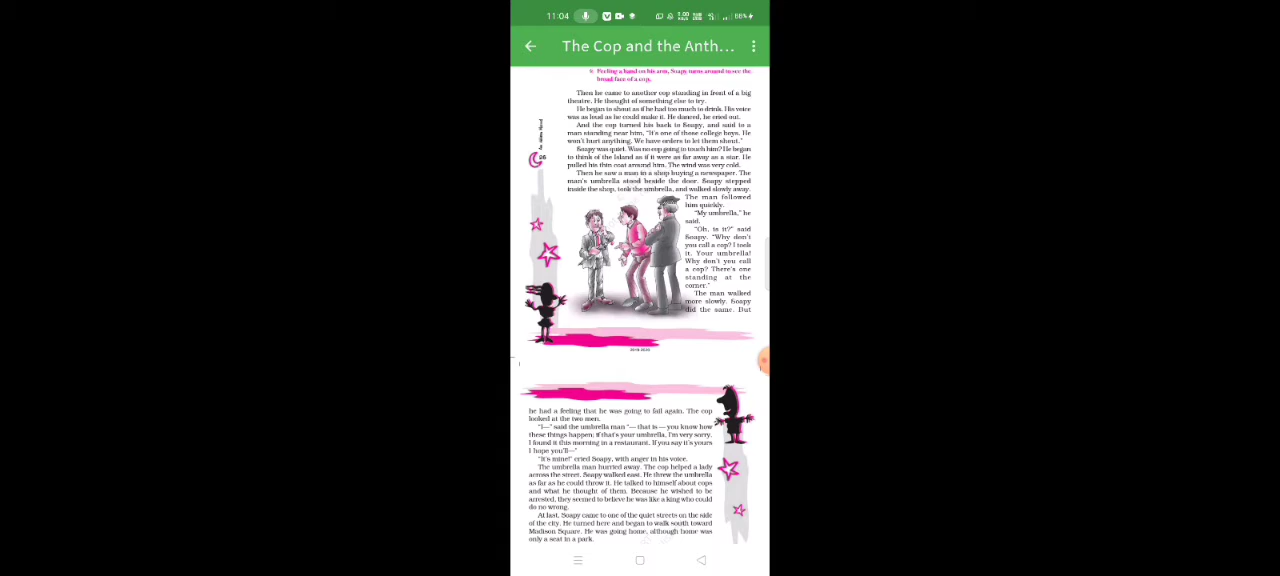 11:04
66%
The Cop and the Anth...
Feeling a hand on his arm, Soapy turns around to see the
broad face of a cop.
Then he came to another cop standing in front of a big
theatre. He thought of something else to try.
He began to shout as if he had too much to drink. His voice
was as loud as he could make it. He danced, he cried out.
And the cop turned his back to Soapy, and said to a
man standing near him, “It's one of those college boys. He
won't hurt anything. We have orders to let them shout.”
Soapy was quiet. Was no cop going to touch him? He began
to think of the Island as if it were as far away as a star. He
pulled his thin coat around him. The wind was very cold.
Then he saw a man in a shop buying a newspaper. The
man's umbrella stood beside the door. Soapy stepped
inside the shop, took the umbrella, and walked slowly away.
The man followed
him quickly.
“My umbrella,” he
said.
“Oh, is it?” said
Soapy. “Why don't
you call a cop? I took
it. Your umbrella!
Why don't you call
a cop? There's one
standing at the
corner.”
The man walked
more slowly. Soapy
did the same. But
26
he had a feeling that he was going to fail again. The cop
looked at the two men.
“I—” said the umbrella man “— that is — you know how
these things happen; if that's your umbrella, I'm very sorry.
I found it this morning in a restaurant. If you say it's yours
I hope you'll—”
“It's mine!” cried Soapy, with anger in his voice.
The umbrella man hurried away. The cop helped a lady
across the street. Soapy walked east. He threw the umbrella
as far as he could throw it. He talked to himself about cops
and what he thought of them. Because he wished to be
arrested, they seemed to believe he was like a king who could
do no wrong.
At last, Soapy came to one of the quiet streets on the side
of the city. He turned here and began to walk south toward
Madison Square. He was going home, although home was
only a seat in a park.